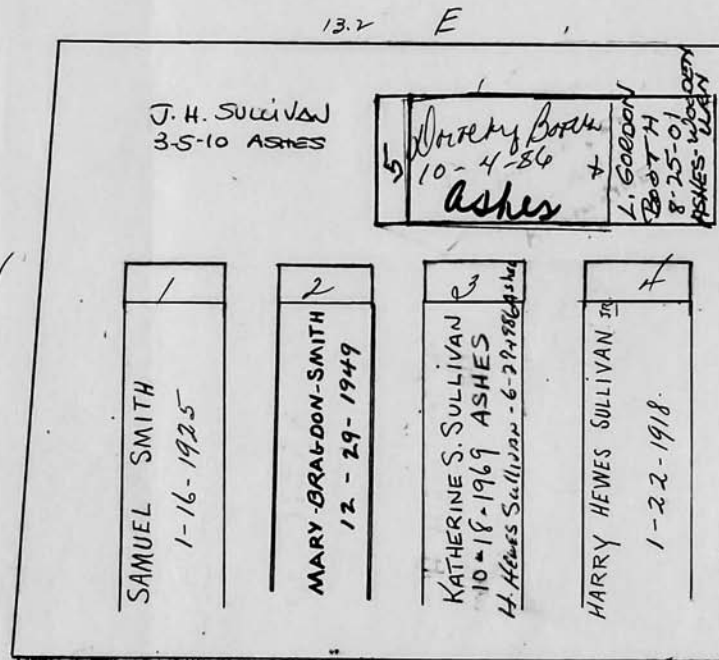 13.2 E
J. H. SULLIVAN
3-5-10 ASHES
5
Dorothy Booth
10-4-86 +
ashes
L. GORDON
BOOTH
8-25-01
ASHES-WOODEN
URN
1
SAMUEL SMITH
1-16-1925
2
MARY-BRAGDON-SMITH
12-29-1949
3
KATHERINE S. SULLIVAN
10-18-1969 ASHES
H. Hewes Sullivan - 6-29-1986 Ashes
4
HARRY HEWES SULLIVAN SR.
1-22-1918.